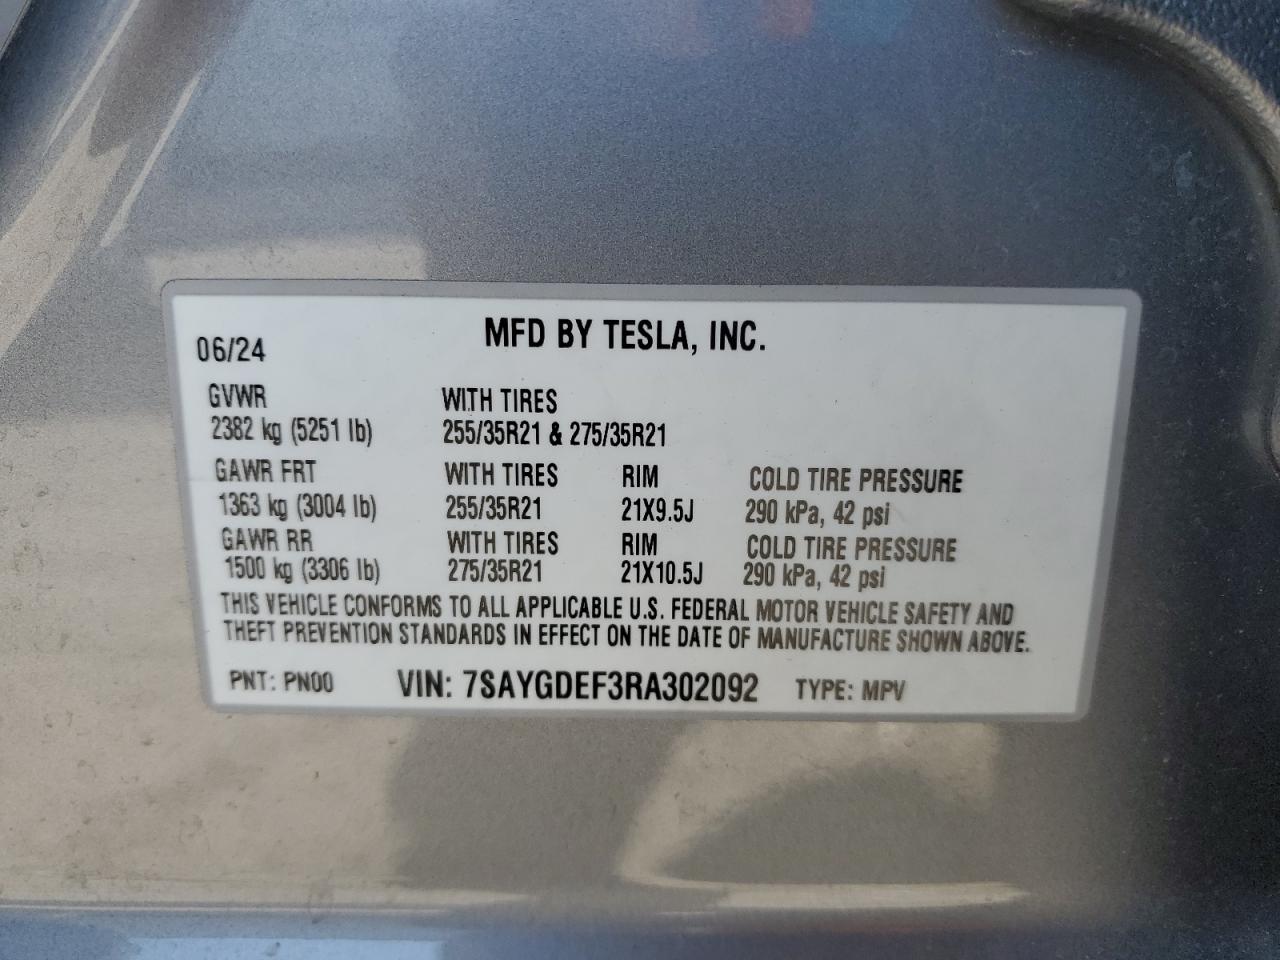 06/24 MFD BY TESLA, INC.
GVWR WITH TIRES
2382 kg (5251 lb) 255/35R21 & 275/35R21
GAWR FRT WITH TIRES RIM COLD TIRE PRESSURE
1363 kg (3004 lb) 255/35R21 21X9.5J 290 kPa, 42 psi
GAWR RR WITH TIRES RIM COLD TIRE PRESSURE
1500 kg (3306 lb) 275/35R21 21X10.5J 290 kPa, 42 psi
THIS VEHICLE CONFORMS TO ALL APPLICABLE U.S. FEDERAL MOTOR VEHICLE SAFETY AND
THEFT PREVENTION STANDARDS IN EFFECT ON THE DATE OF MANUFACTURE SHOWN ABOVE.
PNT: PN00 VIN: 7SAYGDEF3RA302092 TYPE: MPV